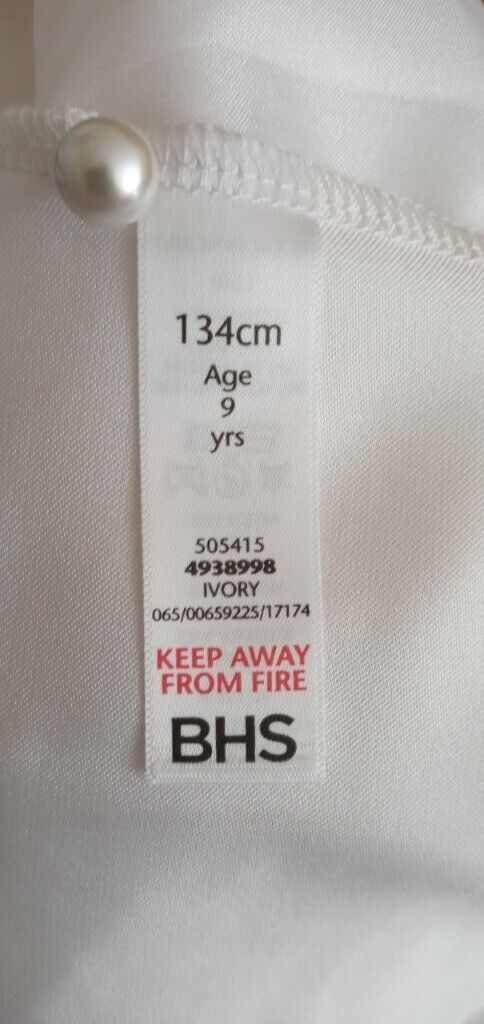 134cm
Age
9
yrs
505415
4938998
IVORY
065/00659225/17174
KEEP AWAY
FROM FIRE
BHS